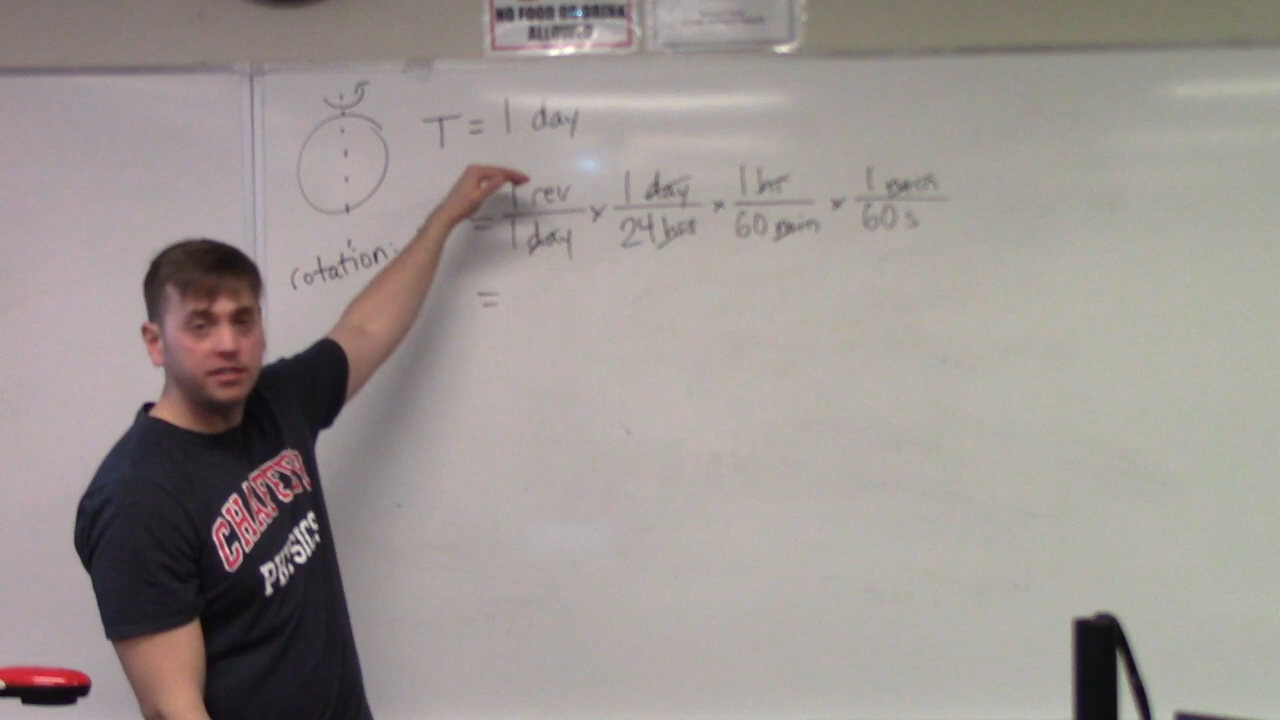 NO FOOD OR DRINK
ALLOWED
T = 1 day
= 1 rev / 1 day × 1 day / 24 hrs × 1 hr / 60 min × 1 min / 60 s
rotation:
=
CHAFFEY
PHYSICS